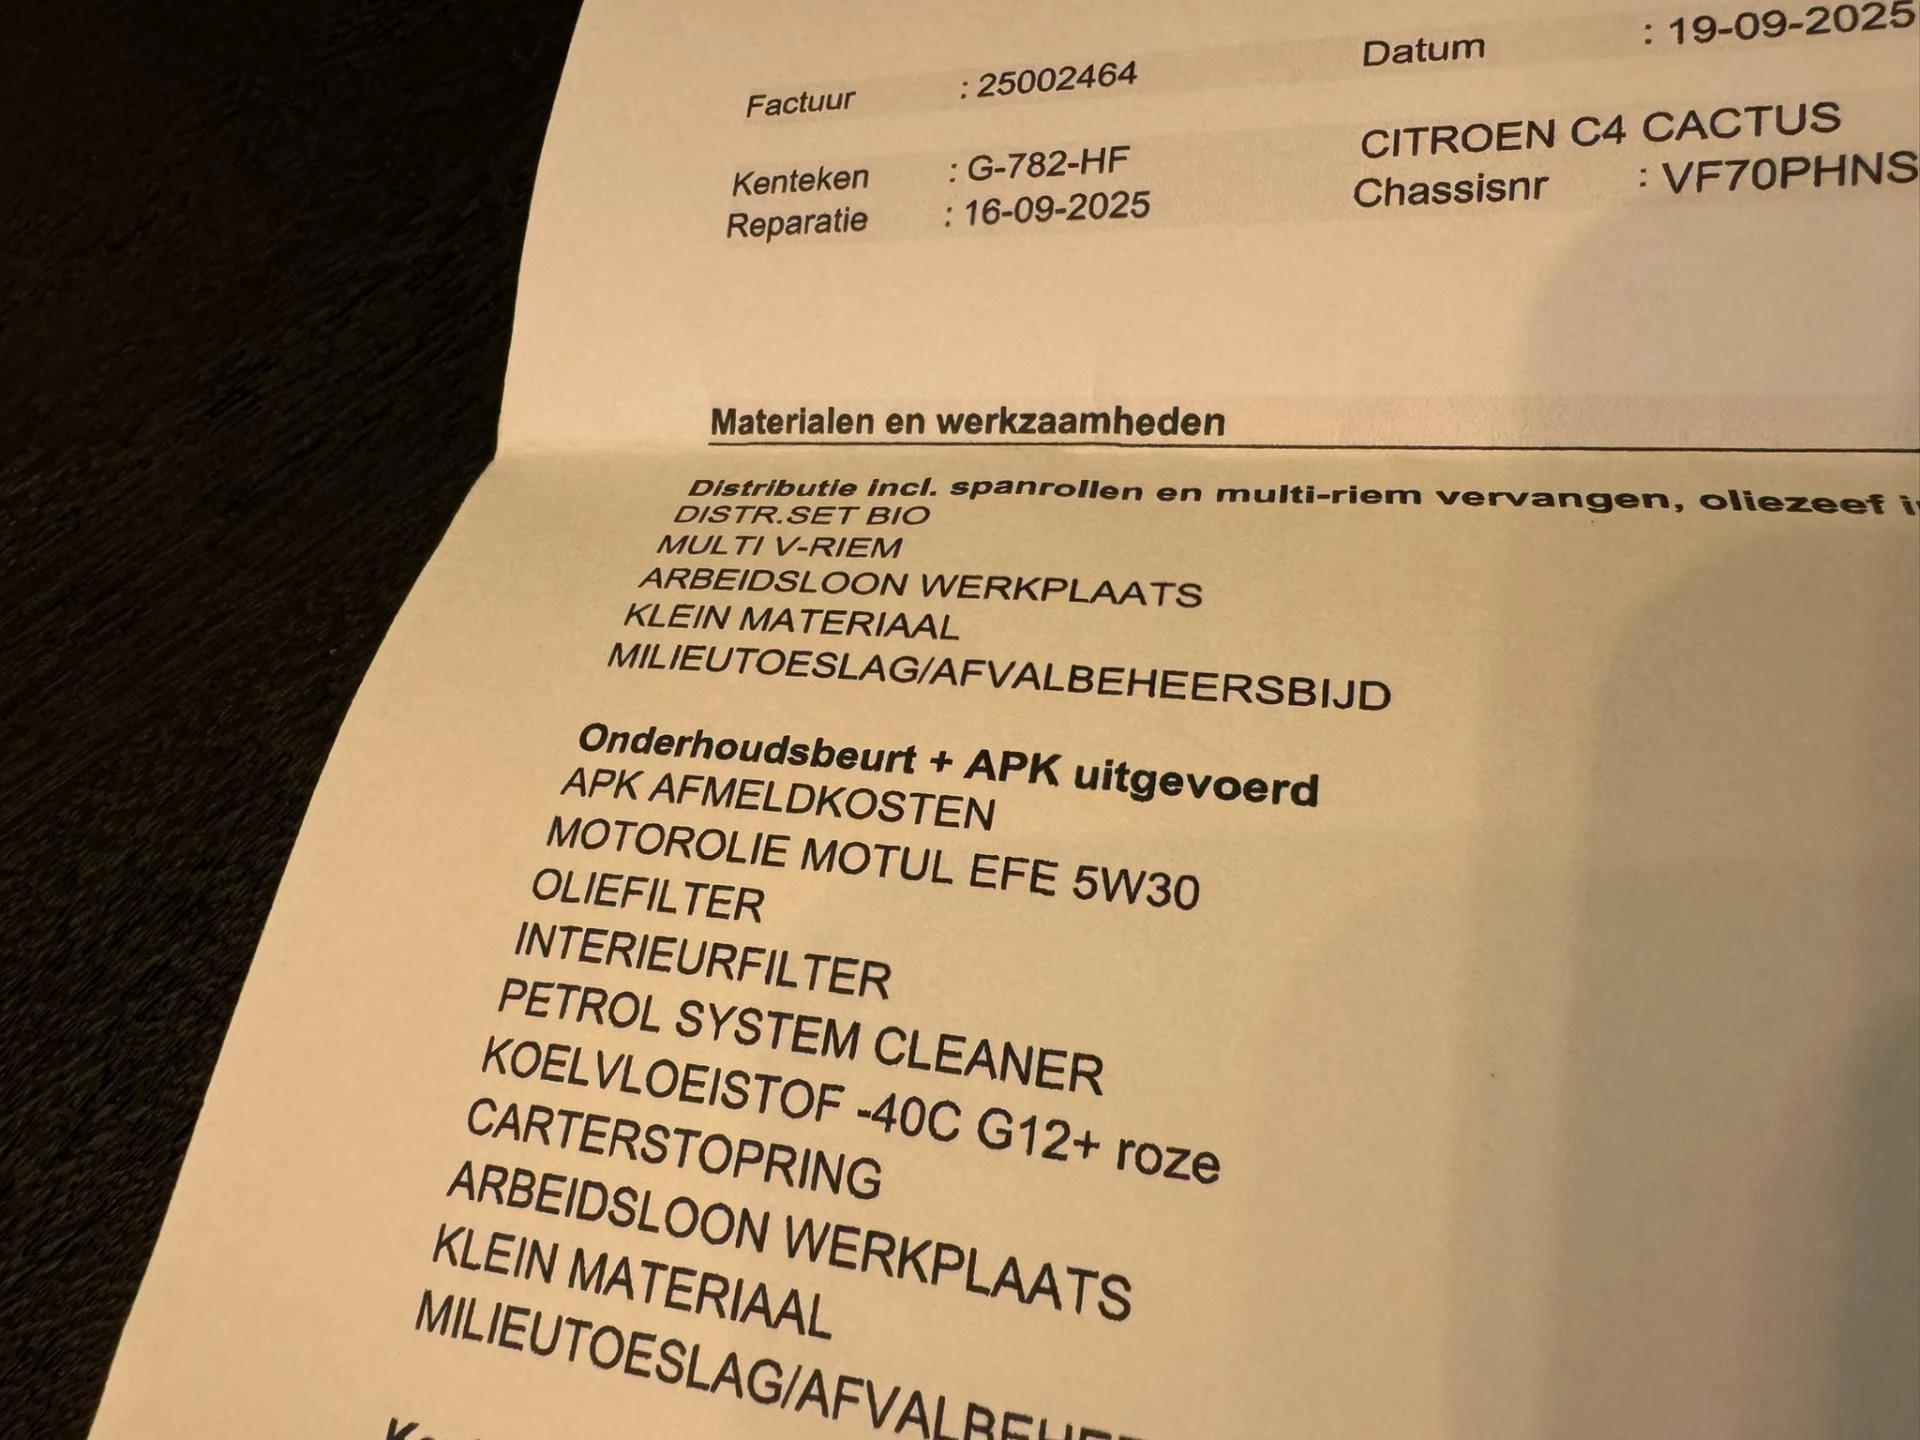 Factuur : 25002464 Datum : 19-09-2025
Kenteken : G-782-HF CITROEN C4 CACTUS
Reparatie : 16-09-2025 Chassisnr : VF70PHNS
Materialen en werkzaamheden
Distributie incl. spanrollen en multi-riem vervangen, oliezeef
DISTR.SET BIO
MULTI V-RIEM
ARBEIDSLOON WERKPLAATS
KLEIN MATERIAAL
MILIEUTOESLAG/AFVALBEHEERSBIJD
Onderhoudsbeurt + APK uitgevoerd
APK AFMELDKOSTEN
MOTOROLIE MOTUL EFE 5W30
OLIEFILTER
INTERIEURFILTER
PETROL SYSTEM CLEANER
KOELVLOEISTOF -40C G12+ roze
CARTERSTOPRING
ARBEIDSLOON WERKPLAATS
KLEIN MATERIAAL
MILIEUTOESLAG/AFVALBEHE